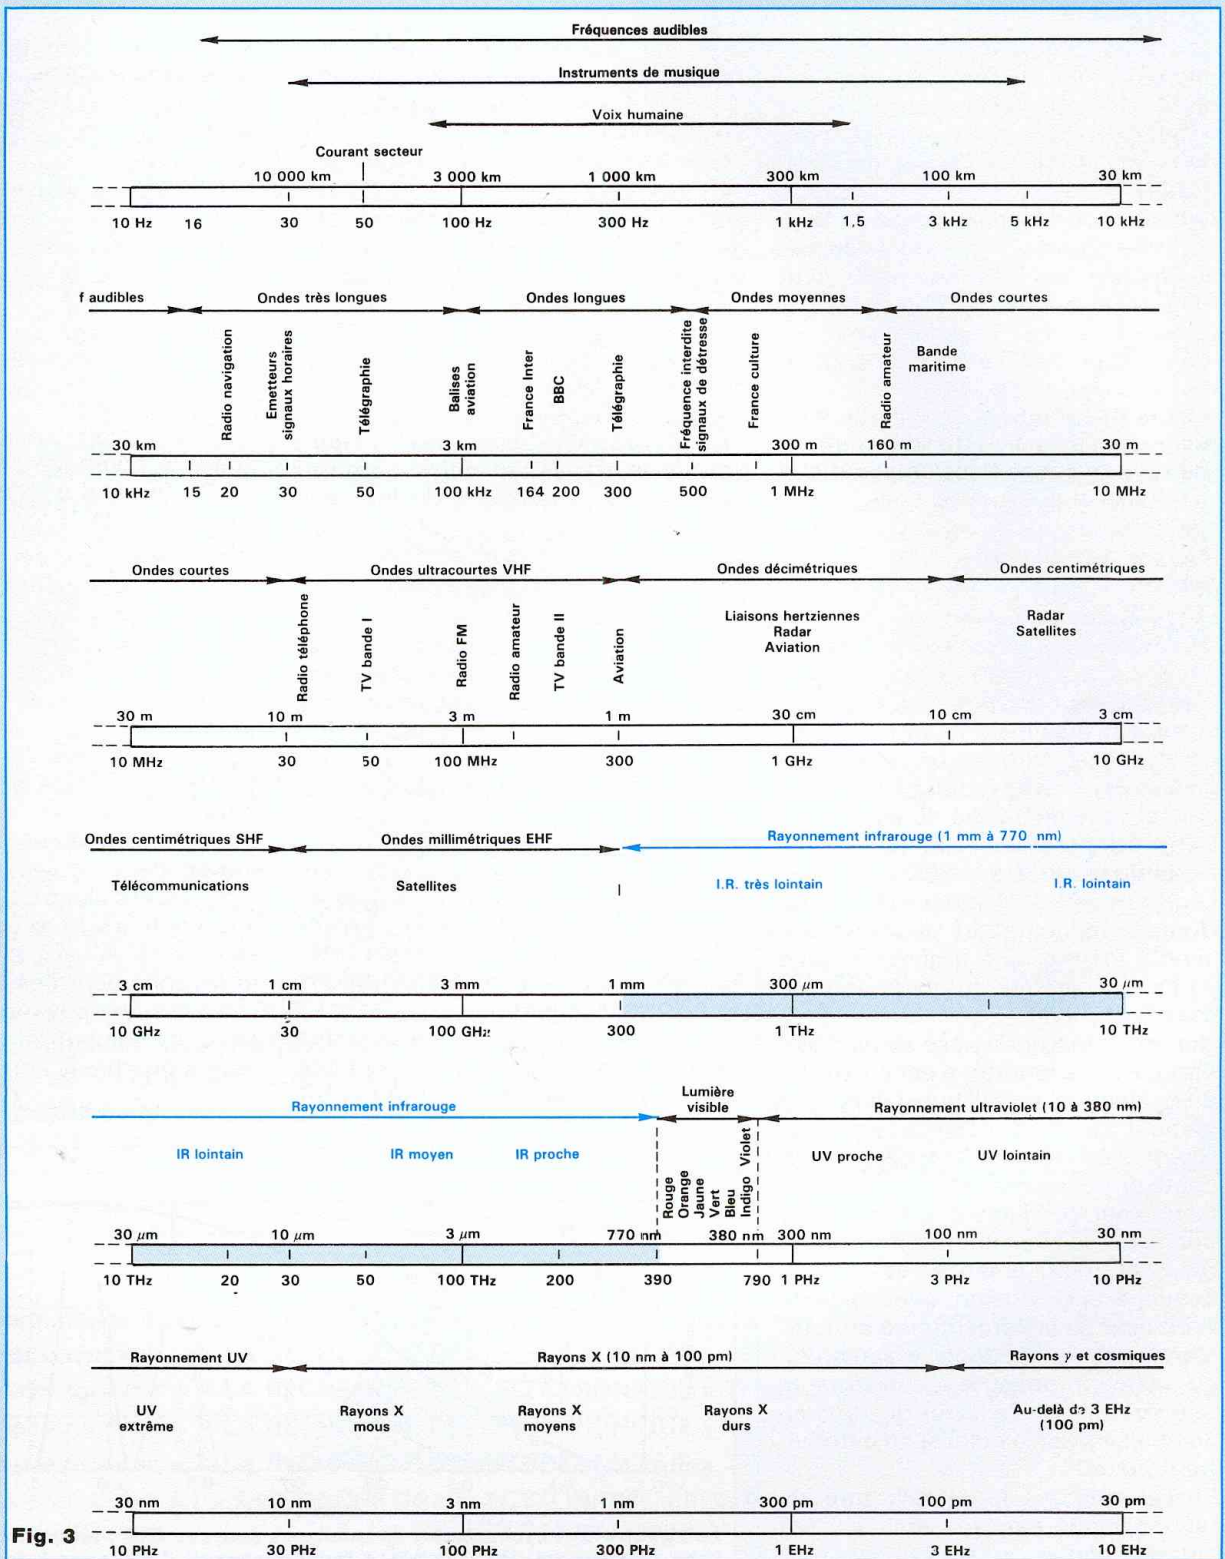 Fréquences audibles
Instruments de musique
Voix humaine
Courant secteur
10 000 km 3 000 km 1 000 km 300 km 100 km 30 km
10 Hz 16 30 50 100 Hz 300 Hz 1 kHz 1,5 3 kHz 5 kHz 10 kHz
f audibles Ondes très longues Ondes longues Ondes moyennes Ondes courtes
Radio navigation
Emetteurs
signaux horaires
Télégraphie
Balises
aviation
France Inter
BBC
Télégraphie
Fréquence interdite
signaux de détresse
France culture
Radio amateur
Bande
maritime
30 km 3 km 300 m 160 m 30 m
10 kHz 15 20 30 50 100 kHz 164 200 300 500 1 MHz 10 MHz
Ondes courtes Ondes ultracourtes VHF Ondes décimétriques Ondes centimétriques
Radio téléphone
TV bande I
Radio FM
Radio amateur
TV bande II
Aviation
Liaisons hertziennes
Radar
Aviation
Radar
Satellites
30 m 10 m 3 m 1 m 30 cm 10 cm 3 cm
10 MHz 30 50 100 MHz 300 1 GHz 10 GHz
Ondes centimétriques SHF Ondes millimétriques EHF Rayonnement infrarouge (1 mm à 770 nm)
Télécommunications Satellites I.R. très lointain I.R. lointain
3 cm 1 cm 3 mm 1 mm 300 µm 30 µm
10 GHz 30 100 GHz 300 1 THz 10 THz
Rayonnement infrarouge
Lumière
visible
Rayonnement ultraviolet (10 à 380 nm)
IR lointain IR moyen IR proche
Rouge
Orange
Jaune
Vert
Bleu
Indigo
Violet
UV proche UV lointain
30 µm 10 µm 3 µm 770 nm 380 nm 300 nm 100 nm 30 nm
10 THz 20 30 50 100 THz 200 390 790 1 PHz 3 PHz 10 PHz
Rayonnement UV Rayons X (10 nm à 100 pm) Rayons γ et cosmiques
UV
extrême
Rayons X
mous
Rayons X
moyens
Rayons X
durs
Au-delà de 3 EHz
(100 pm)
30 nm 10 nm 3 nm 1 nm 300 pm 100 pm 30 pm
Fig. 3
10 PHz 30 PHz 100 PHz 300 PHz 1 EHz 3 EHz 10 EHz